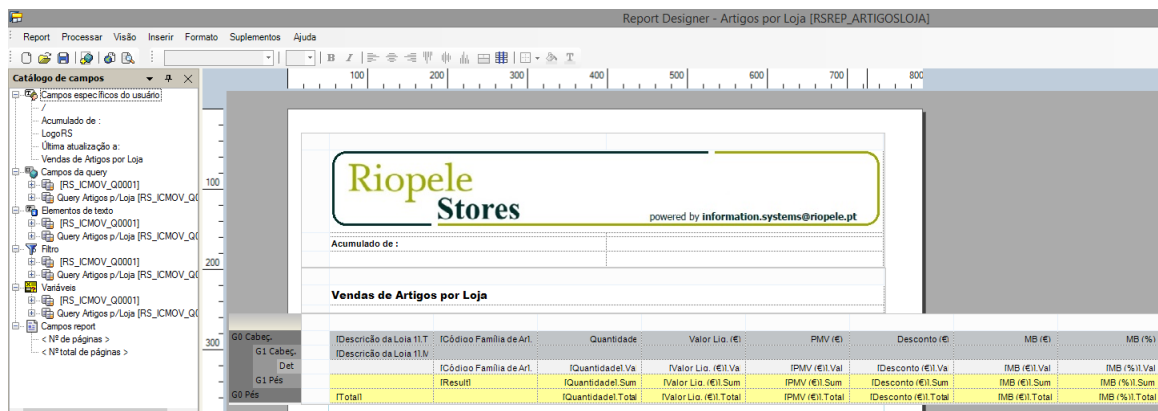 Report Designer - Artigos por Loja [RSREP_ARTIGOSLOJA]
Report Processar Visão Inserir Formato Suplementos Ajuda
B I T
Catálogo de campos
Campos específicos do usuário
/
Acumulado de :
LogoRS
Última atualização a:
Vendas de Artigos por Loja
Campos da query
[RS_ICMOV_Q0001]
Query Artigos p/Loja [RS_ICMOV_Q0
Elementos de texto
[RS_ICMOV_Q0001]
Query Artigos p/Loja [RS_ICMOV_Q0
Filtro
[RS_ICMOV_Q0001]
Query Artigos p/Loja [RS_ICMOV_Q0
Variáveis
[RS_ICMOV_Q0001]
Query Artigos p/Loja [RS_ICMOV_Q0
Campos report
< Nº de páginas >
< Nº total de páginas >
100 200 300 400 500 600 700 800
100
200
300
Riopele
Stores
powered by information.systems@riopele.pt
Acumulado de :
Vendas de Artigos por Loja
G0 Cabeç. [Descrição da Loja 1].T [Código Família de Art. Quantidade Valor Liq. (€) PMV (€) Desconto (€) MB (€) MB (%)
G1 Cabeç. [Descrição da Loja 1].M
Det [Código Família de Art. [Quantidade].Va [Valor Liq. (€)].Va [PMV (€)].Val [Desconto (€)].Va [MB (€)].Val [MB (%)].Val
G1 Pés [Result] [Quantidade].Sum [Valor Liq. (€)].Sum [PMV (€)].Sum [Desconto (€)].Sum [MB (€)].Sum [MB (%)].Sum
G0 Pés [Total] [Quantidade].Total [Valor Liq. (€)].Total [PMV (€)].Total [Desconto (€)].Total [MB (€)].Total [MB (%)].Total